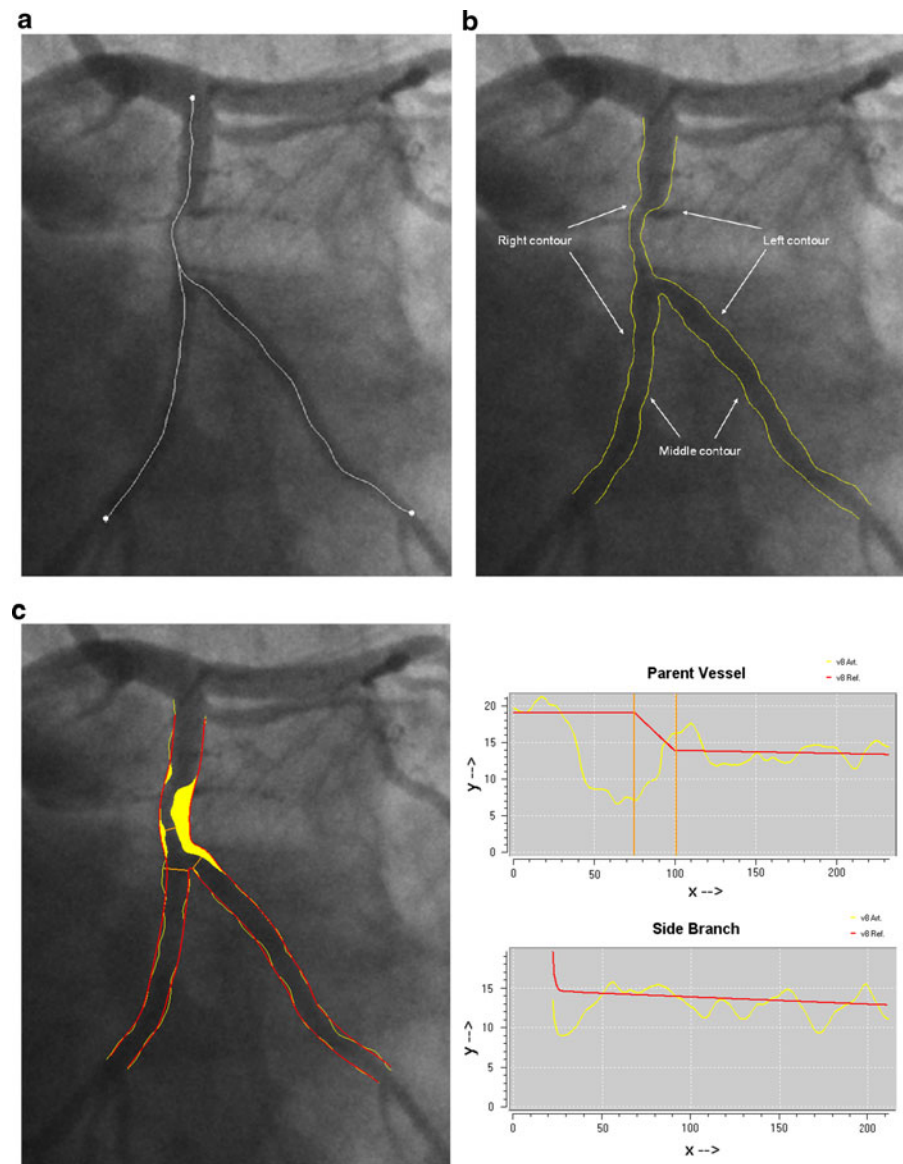 a
b
Right contour
Left contour
Middle contour
c
Parent Vessel
v8 Art.
v8 Ref.
20
15
10
5
0
y -->
0 50 100 150 200
x -->
Side Branch
v8 Art.
v8 Ref.
15
10
5
0
y -->
0 50 100 150 200
x -->